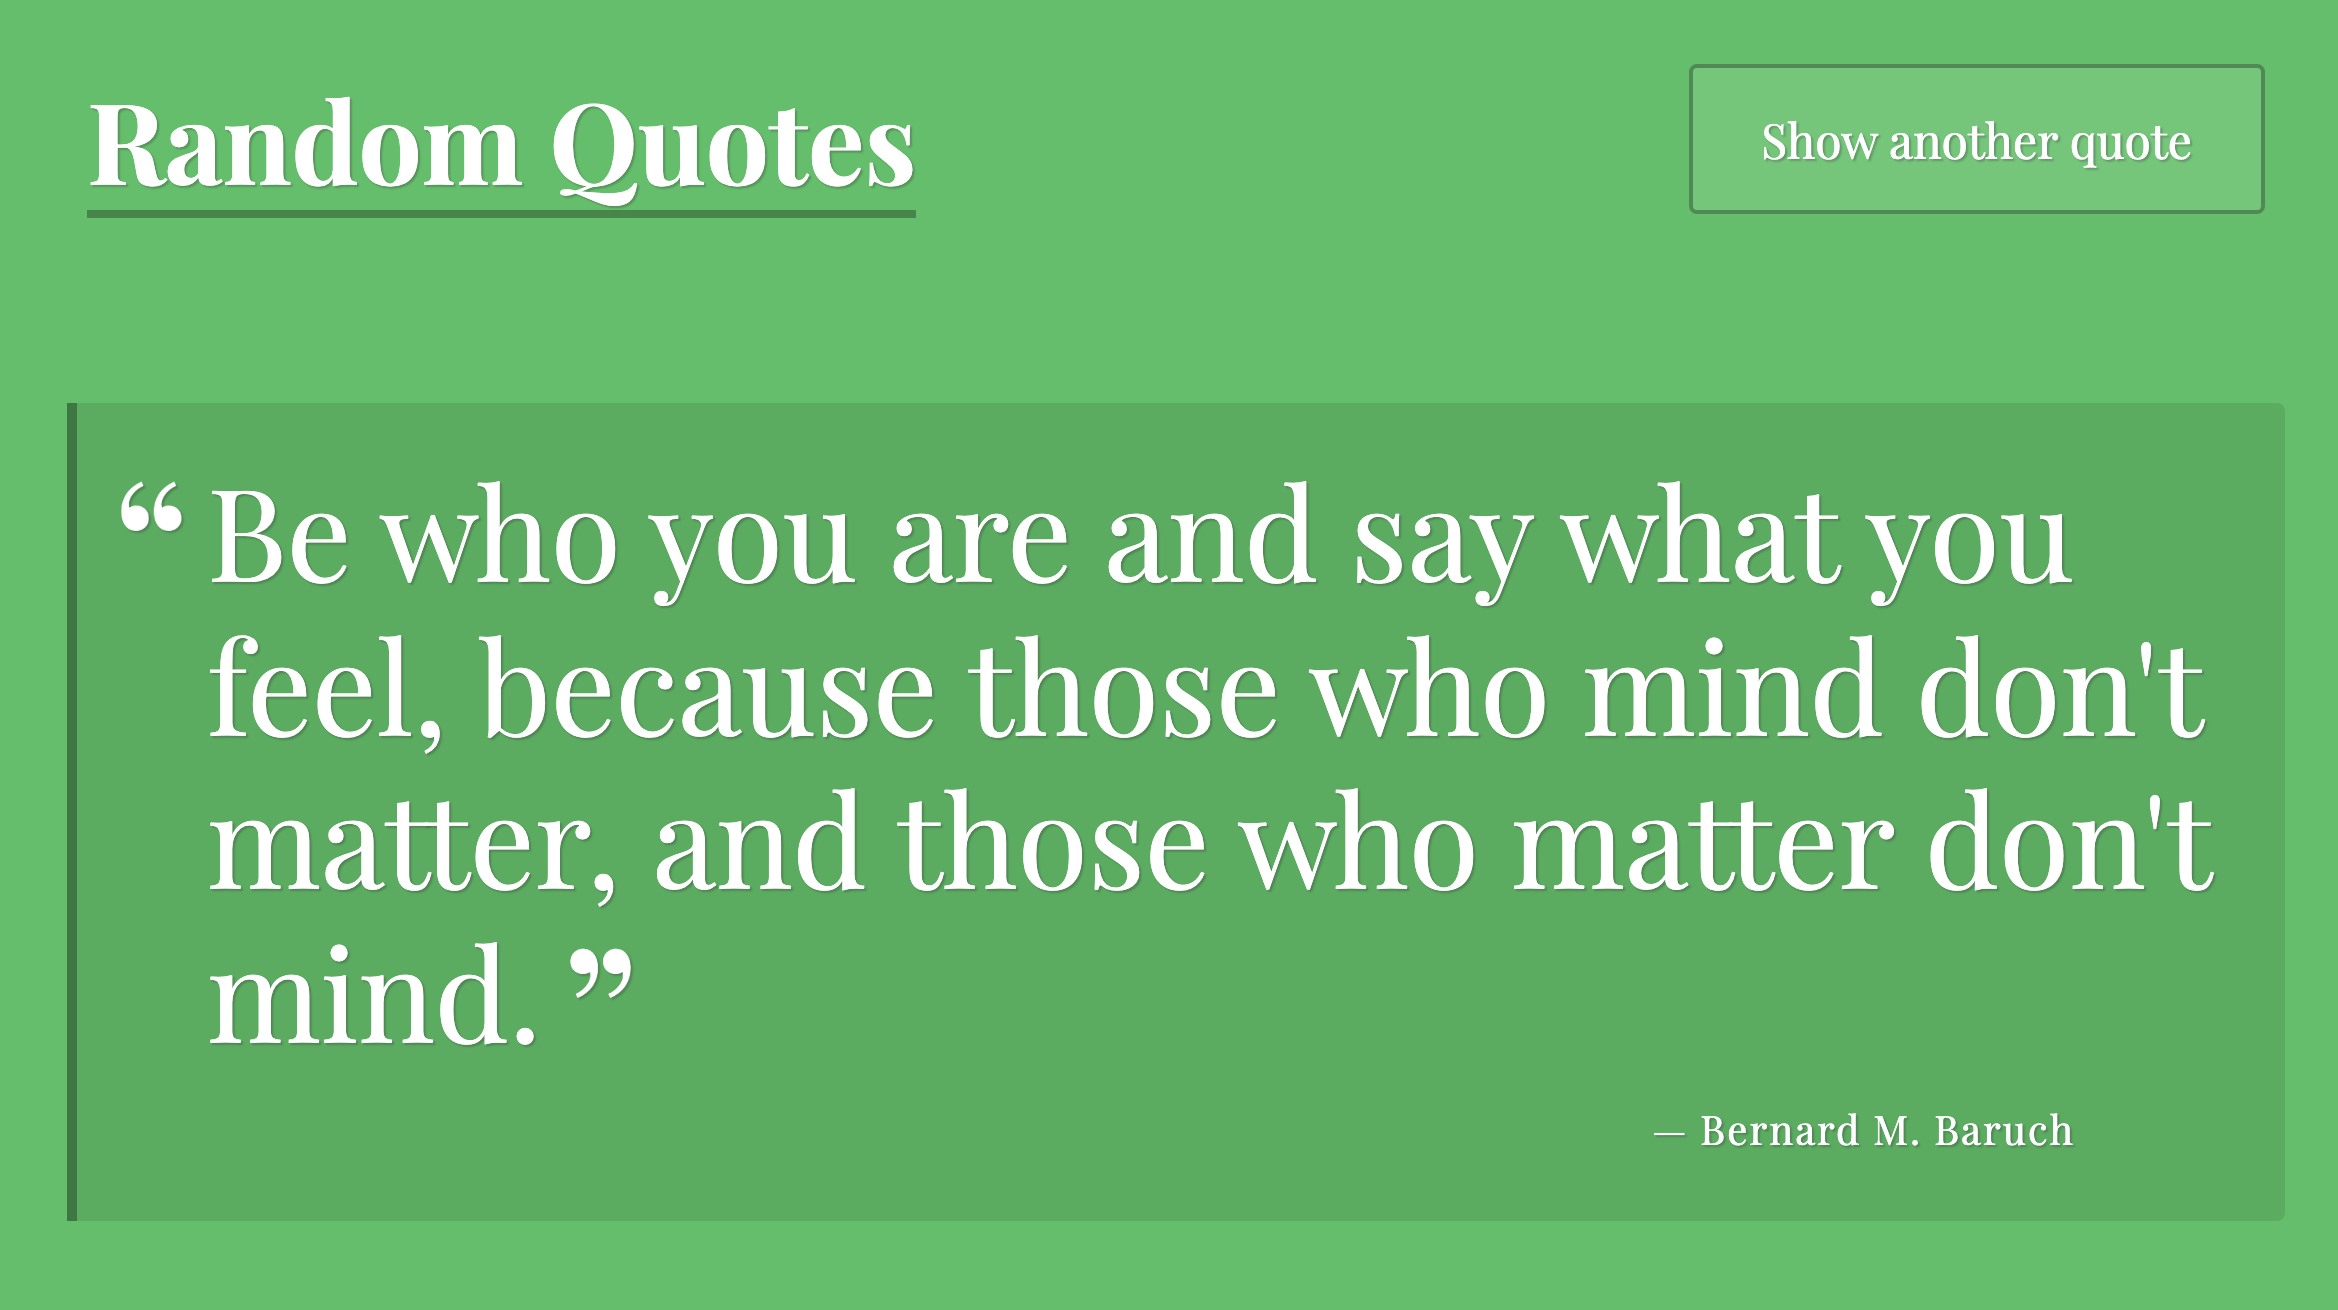 Random Quotes
Show another quote
“Be who you are and say what you
feel, because those who mind don't
matter, and those who matter don't
mind.”
— Bernard M. Baruch